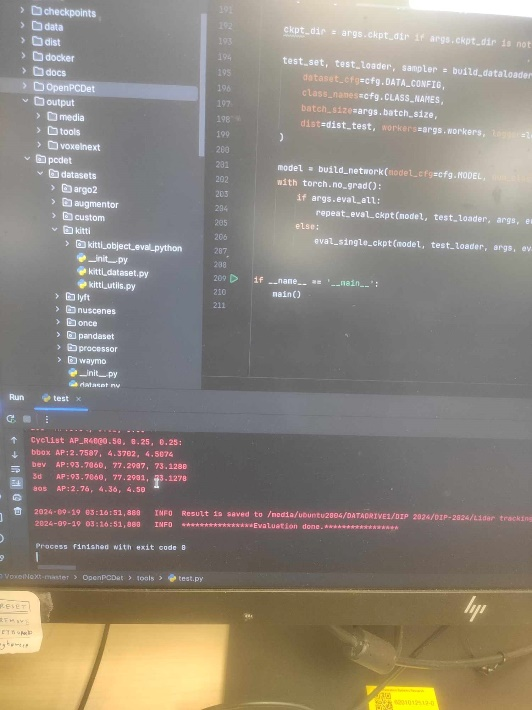 checkpoints
data
dist
docker
docs
OpenPCDet
output
media
tools
voxelnext
pcdet
datasets
argo2
augmentor
custom
kitti
kitti_object_eval_python
__init__.py
kitti_dataset.py
kitti_utils.py
lyft
nuscenes
once
pandaset
processor
waymo
__init__.py
dataset.py
191
192
193
194
195
196
197
198
199
200
201
202
203
204
205
206
207
208
209
210
211
ckpt_dir = args.ckpt_dir if args.ckpt_dir is not
test_set, test_loader, sampler = build_dataloader
dataset_cfg=cfg.DATA_CONFIG,
class_names=cfg.CLASS_NAMES,
batch_size=args.batch_size,
dist=dist_test, workers=args.workers,
)
model = build_network(model_cfg=cfg.MODEL,
with torch.no_grad():
if args.eval_all:
repeat_eval_ckpt(model, test_loader, args,
else:
eval_single_ckpt(model, test_loader, args,
if __name__ == '__main__':
main()
Run
test
Cyclist AP_R40@0.50, 0.25, 0.25:
bbox AP:2.7587, 4.3702, 4.5074
bev AP:93.7060, 77.2907, 73.1280
3d AP:93.7060, 77.2901, 73.1278
aos AP:2.76, 4.36, 4.50
2024-09-19 03:16:51,880 INFO Result is saved to /media/ubuntu2004/DATADRIVE1/DIP 2024/DIP-2024/Lidar tracking
2024-09-19 03:16:51,880 INFO ****************Evaluation done.*****************
Process finished with exit code 0
VoxelNeXt-master > OpenPCDet > tools > test.py
hp